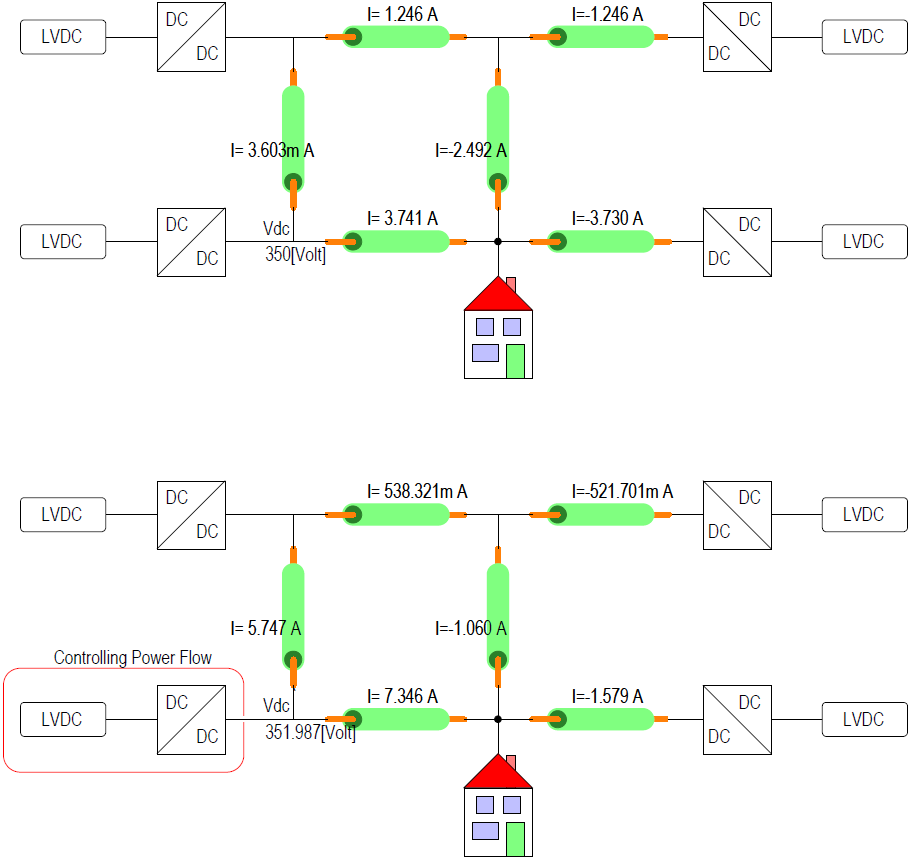 I= 1.246 A
I=-1.246 A
LVDC
DC
DC
DC
DC
LVDC
I= 3.603m A
I=-2.492 A
LVDC
DC
DC
Vdc
350[Volt]
I= 3.741 A
I=-3.730 A
DC
DC
LVDC
I= 538.321m A
I=-521.701m A
LVDC
DC
DC
DC
DC
LVDC
I= 5.747 A
I=-1.060 A
Controlling Power Flow
LVDC
DC
DC
Vdc
351.987[Volt]
I= 7.346 A
I=-1.579 A
DC
DC
LVDC